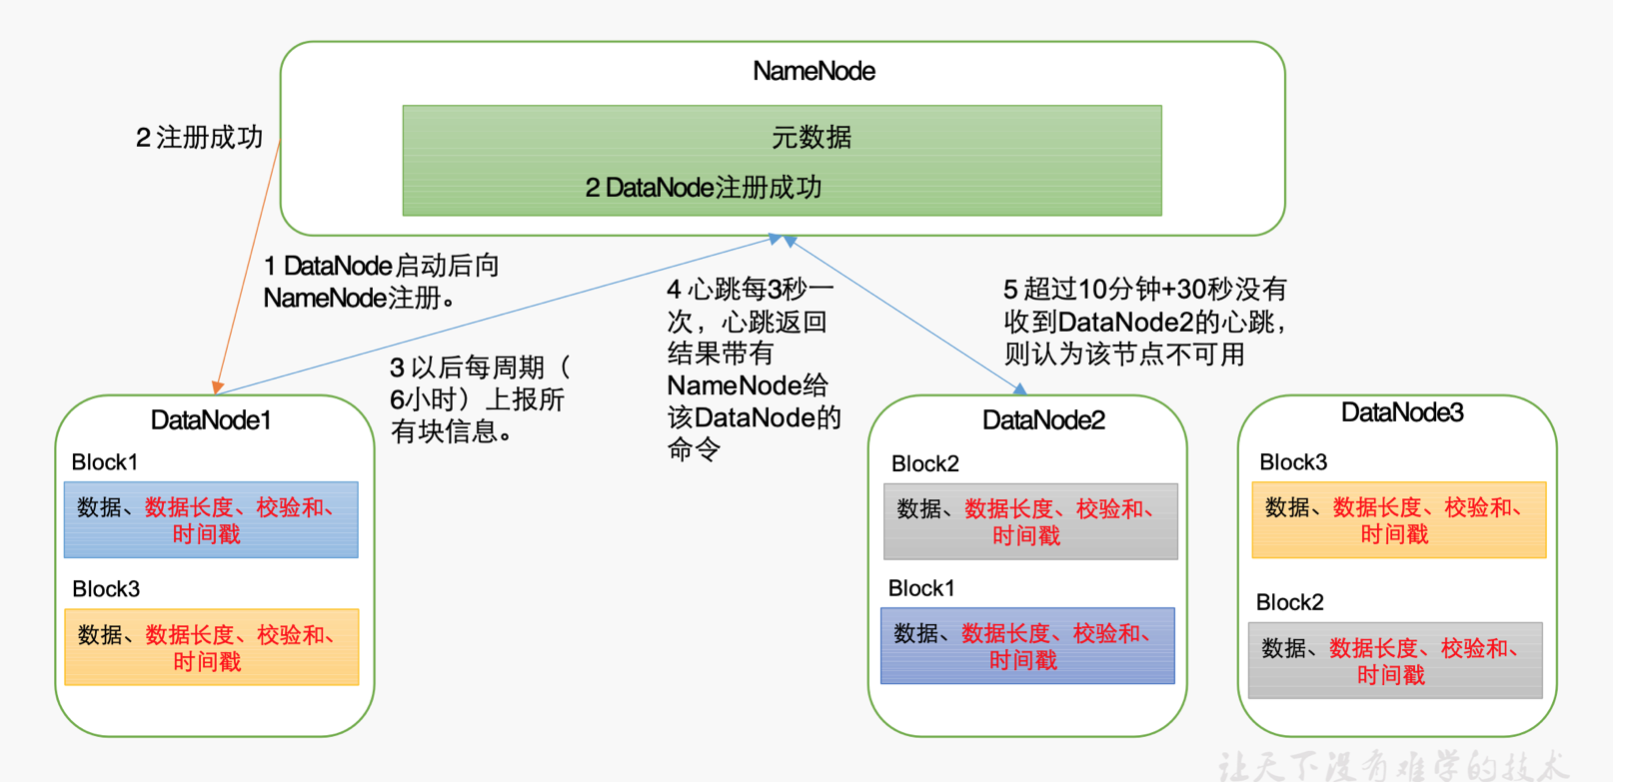 NameNode
元数据
2 DataNode注册成功
2 注册成功
1 DataNode启动后向
NameNode注册。
3 以后每周期（
6小时）上报所
有块信息。
4 心跳每3秒一
次，心跳返回
结果带有
NameNode给
该DataNode的
命令
5 超过10分钟+30秒没有
收到DataNode2的心跳，
则认为该节点不可用
DataNode1
Block1
数据、数据长度、校验和、
时间戳
Block3
数据、数据长度、校验和、
时间戳
DataNode2
Block2
数据、数据长度、校验和、
时间戳
Block1
数据、数据长度、校验和、
时间戳
DataNode3
Block3
数据、数据长度、校验和、
时间戳
Block2
数据、数据长度、校验和、
时间戳
让天下没有难学的技术